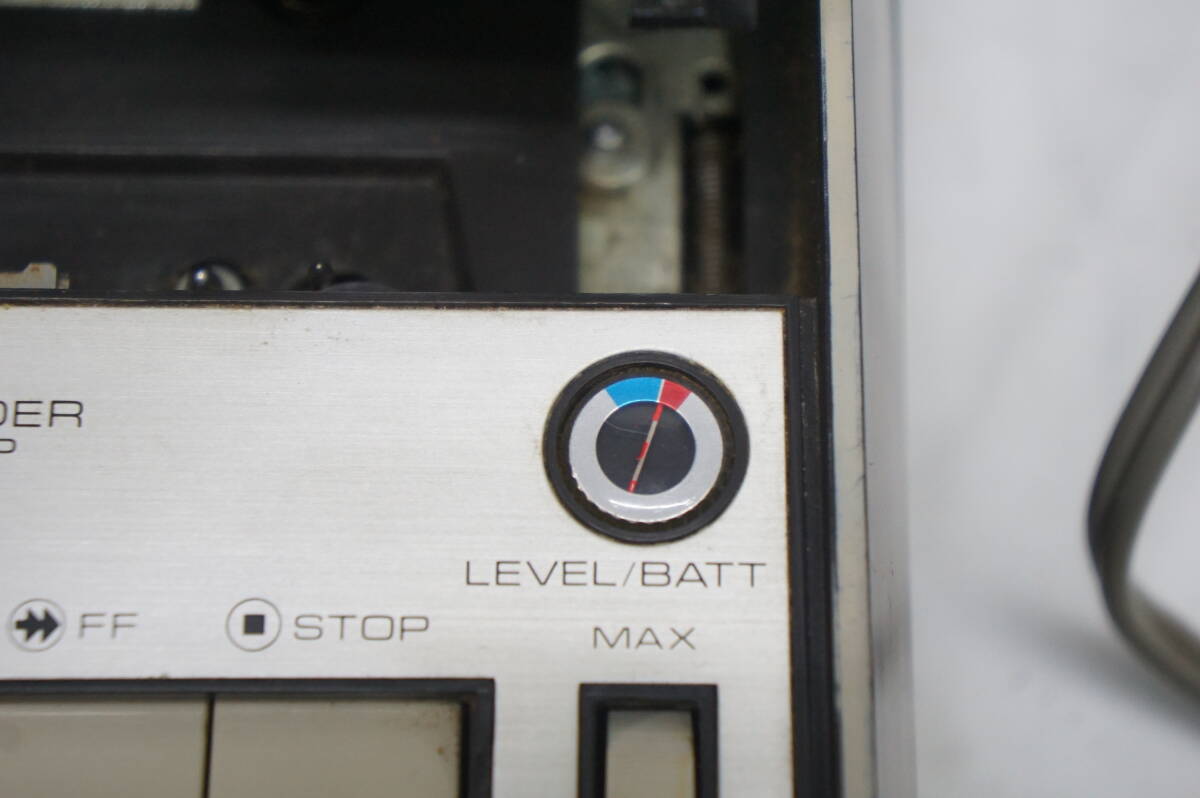 DER
LEVEL/BATT
FF
STOP
MAX